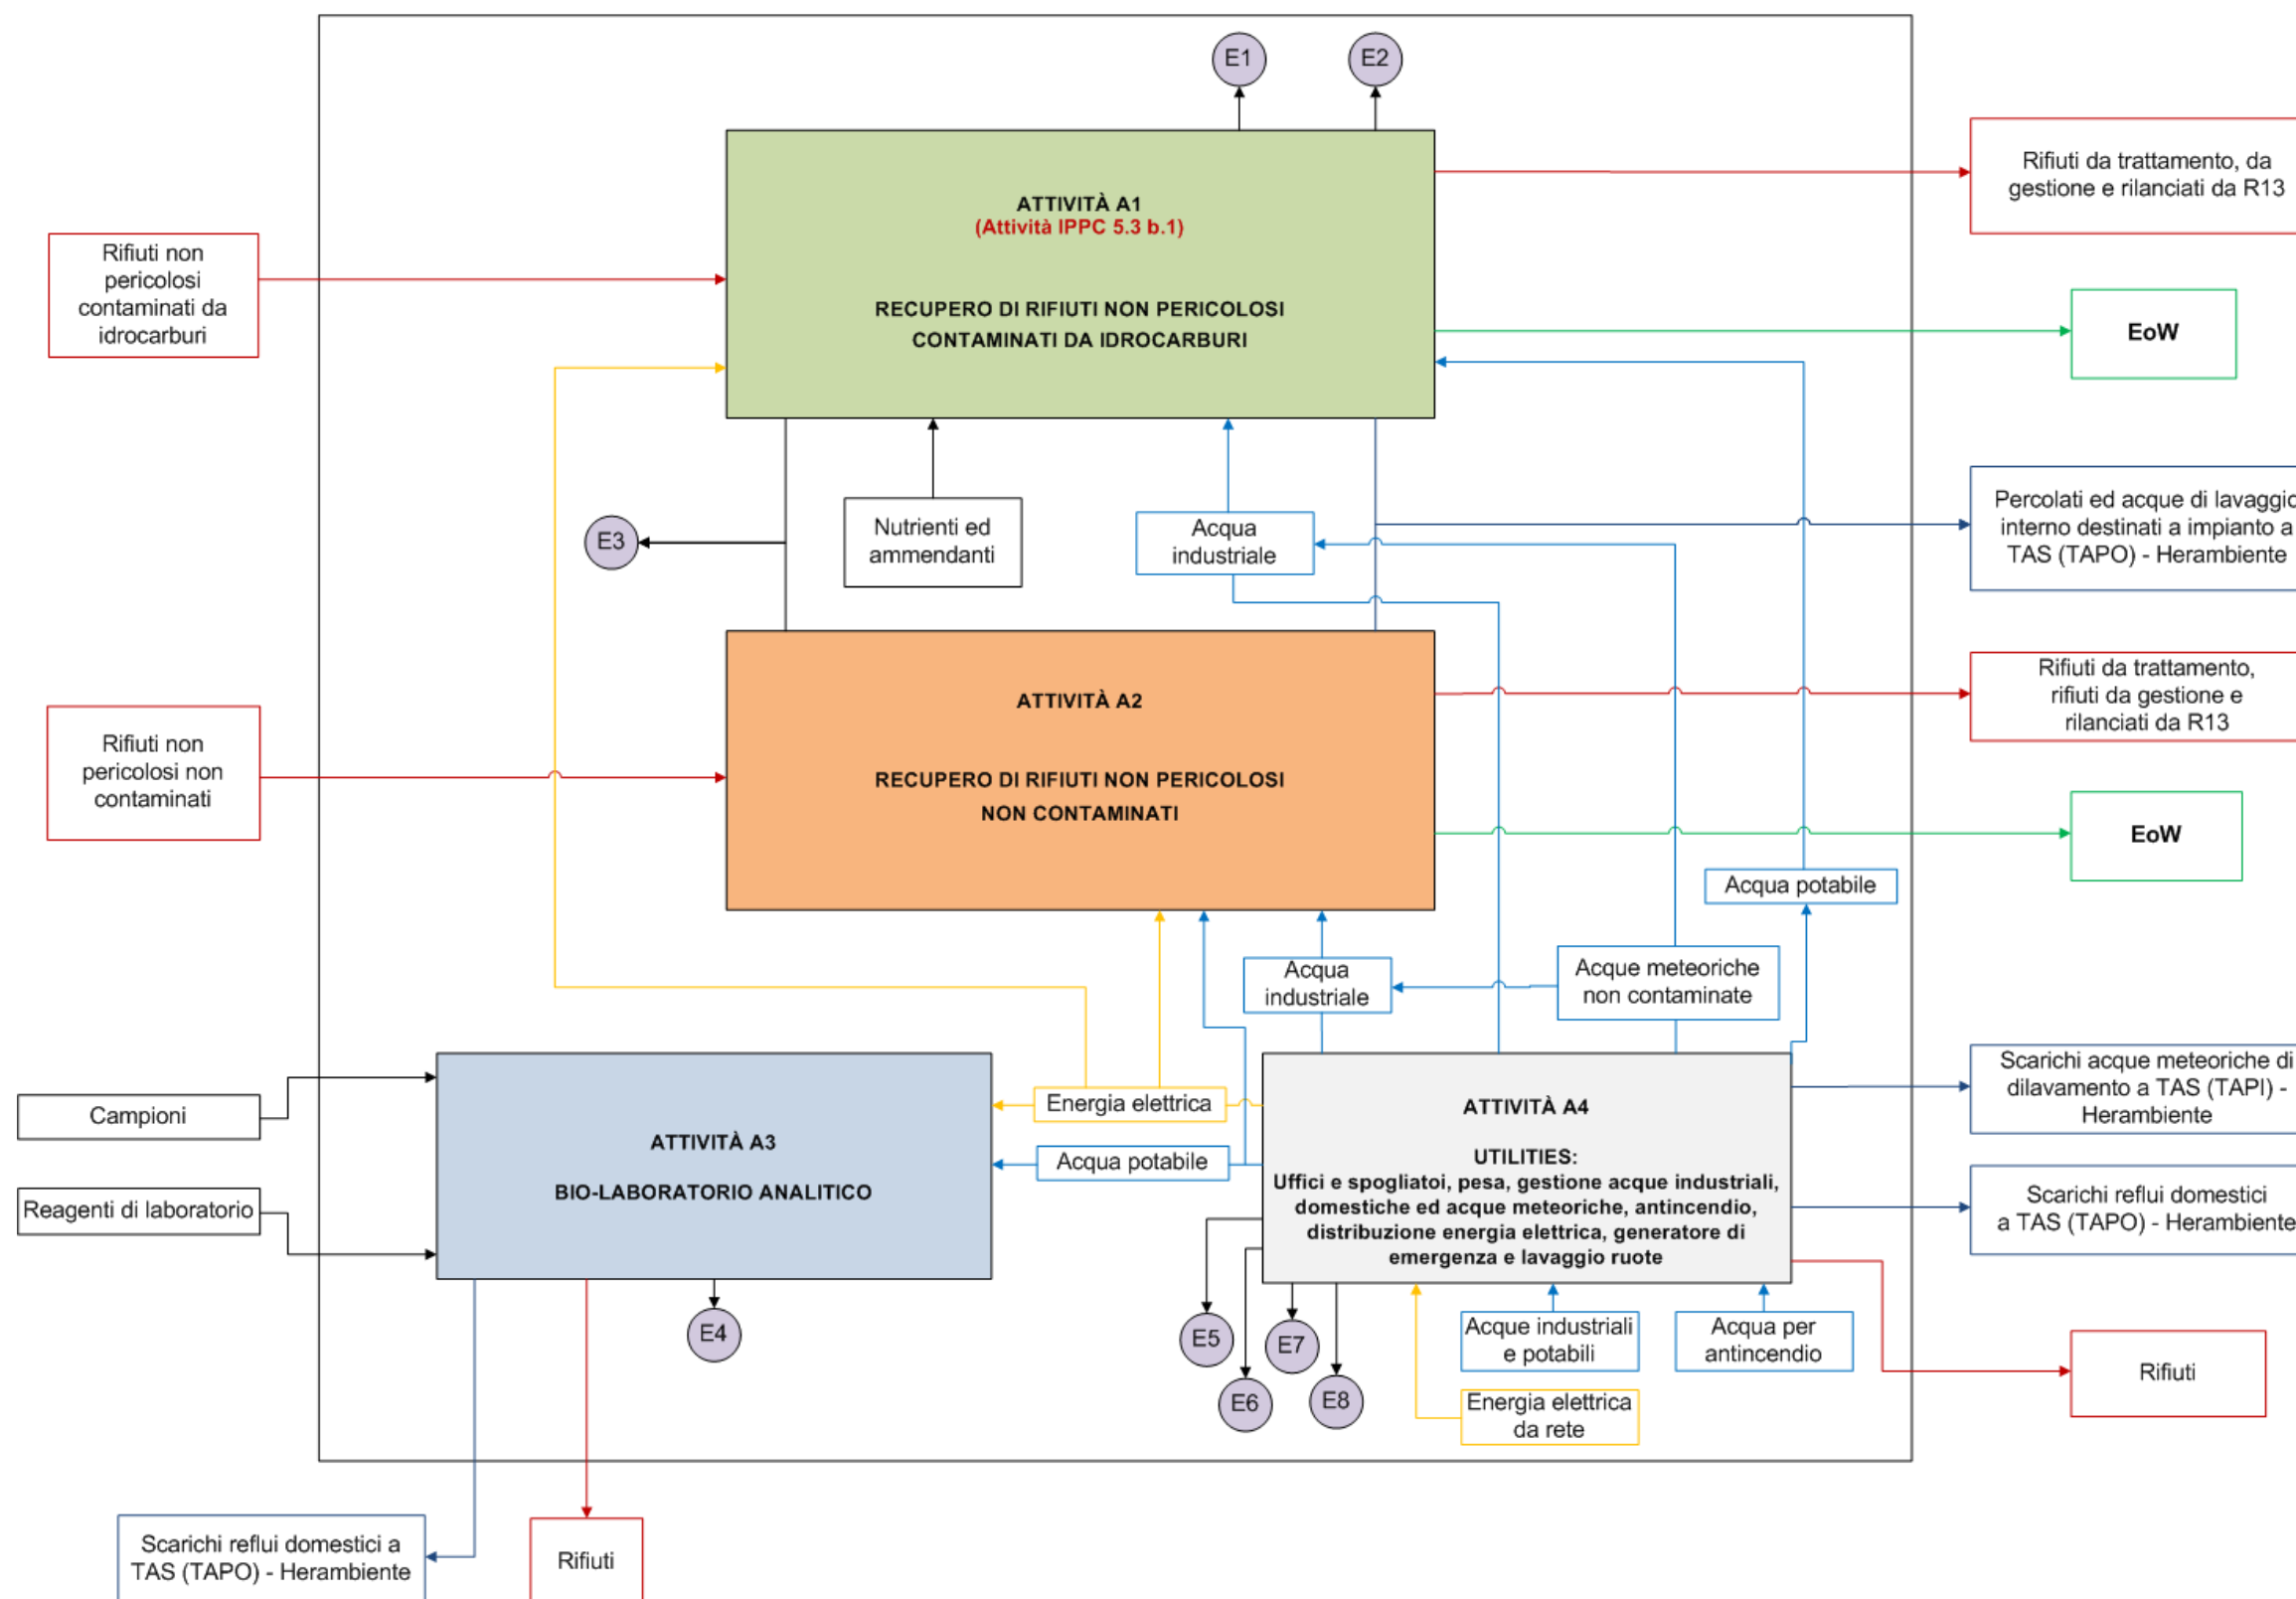 E1
E2
ATTIVITÀ A1
(Attività IPPC 5.3 b.1)
RECUPERO DI RIFIUTI NON PERICOLOSI
CONTAMINATI DA IDROCARBURI
Rifiuti non
pericolosi
contaminati da
idrocarburi
Rifiuti da trattamento, da
gestione e rilanciati da R13
EoW
E3
Nutrienti ed
ammendanti
Acqua
industriale
Percolati ed acque di lavaggio
interno destinati a impianto a
TAS (TAPO) - Herambiente
ATTIVITÀ A2
RECUPERO DI RIFIUTI NON PERICOLOSI
NON CONTAMINATI
Rifiuti non
pericolosi non
contaminati
Rifiuti da trattamento,
rifiuti da gestione e
rilanciati da R13
EoW
Acqua potabile
Acqua
industriale
Acque meteoriche
non contaminate
Campioni
Reagenti di laboratorio
ATTIVITÀ A3
BIO-LABORATORIO ANALITICO
Energia elettrica
Acqua potabile
ATTIVITÀ A4
UTILITIES:
Uffici e spogliatoi, pesa, gestione acque industriali,
domestiche ed acque meteoriche, antincendio,
distribuzione energia elettrica, generatore di
emergenza e lavaggio ruote
Scarichi acque meteoriche di
dilavamento a TAS (TAPI) -
Herambiente
Scarichi reflui domestici
a TAS (TAPO) - Herambiente
E4
E5
E6
E7
E8
Acque industriali
e potabili
Acqua per
antincendio
Energia elettrica
da rete
Rifiuti
Scarichi reflui domestici a
TAS (TAPO) - Herambiente
Rifiuti